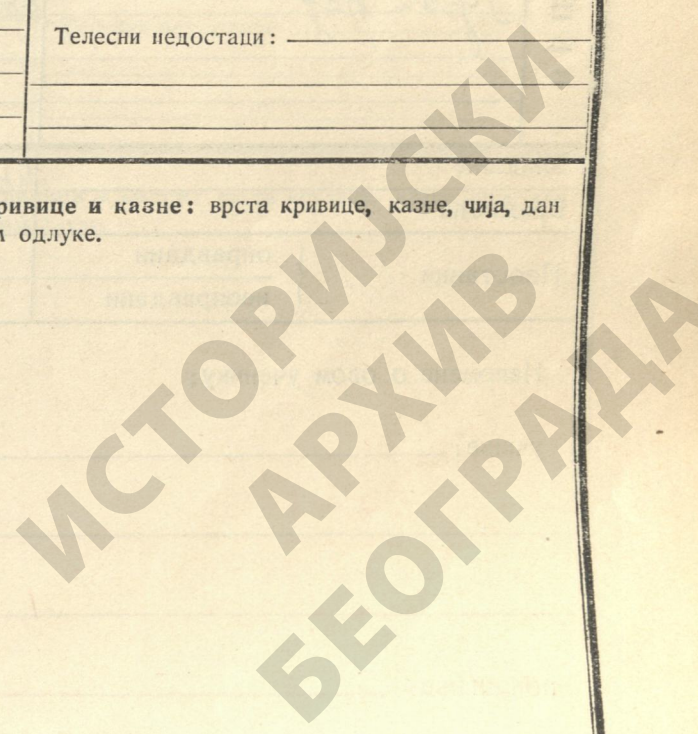 Телесни недостаци:
ривице и казне: врста кривице, казне, чија, дан
одлуке.
ИСТОРИЈСКИ
АРХИВ
БЕОГРАДА